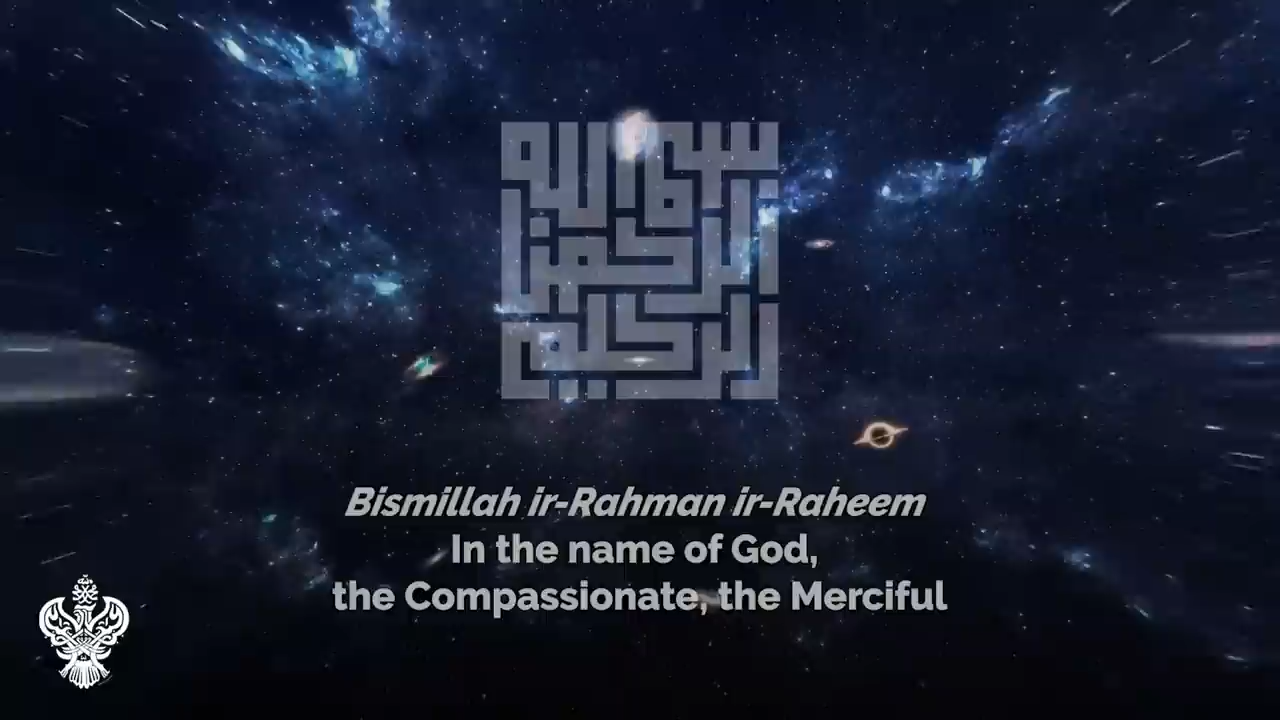 بسم الله
الرحمن
الرحيم
Bismillah ir-Rahman ir-Raheem
In the name of God,
the Compassionate, the Merciful